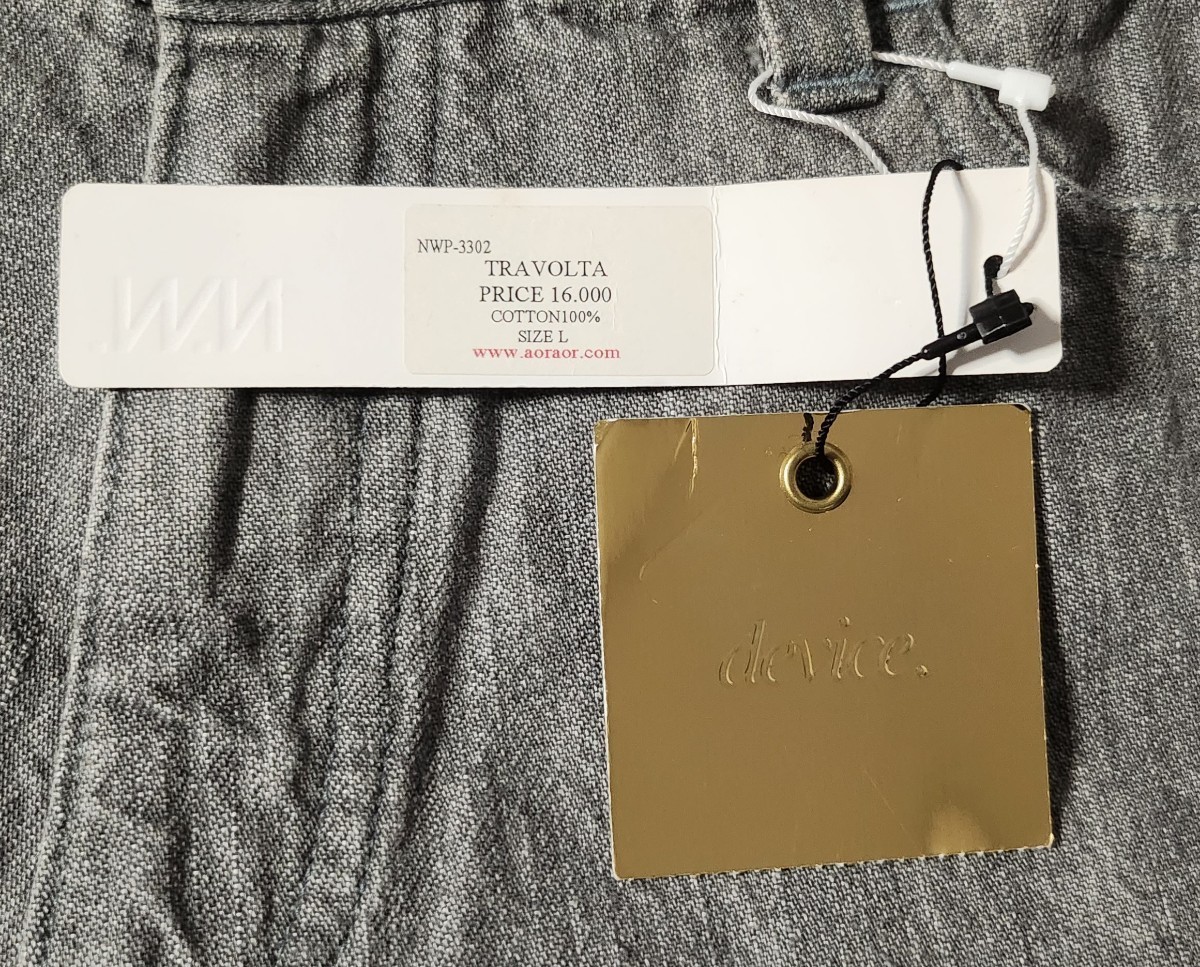 NWP-3302
TRAVOLTA
PRICE 16.000
COTTON100%
SIZE L
www.aoraor.com
device.